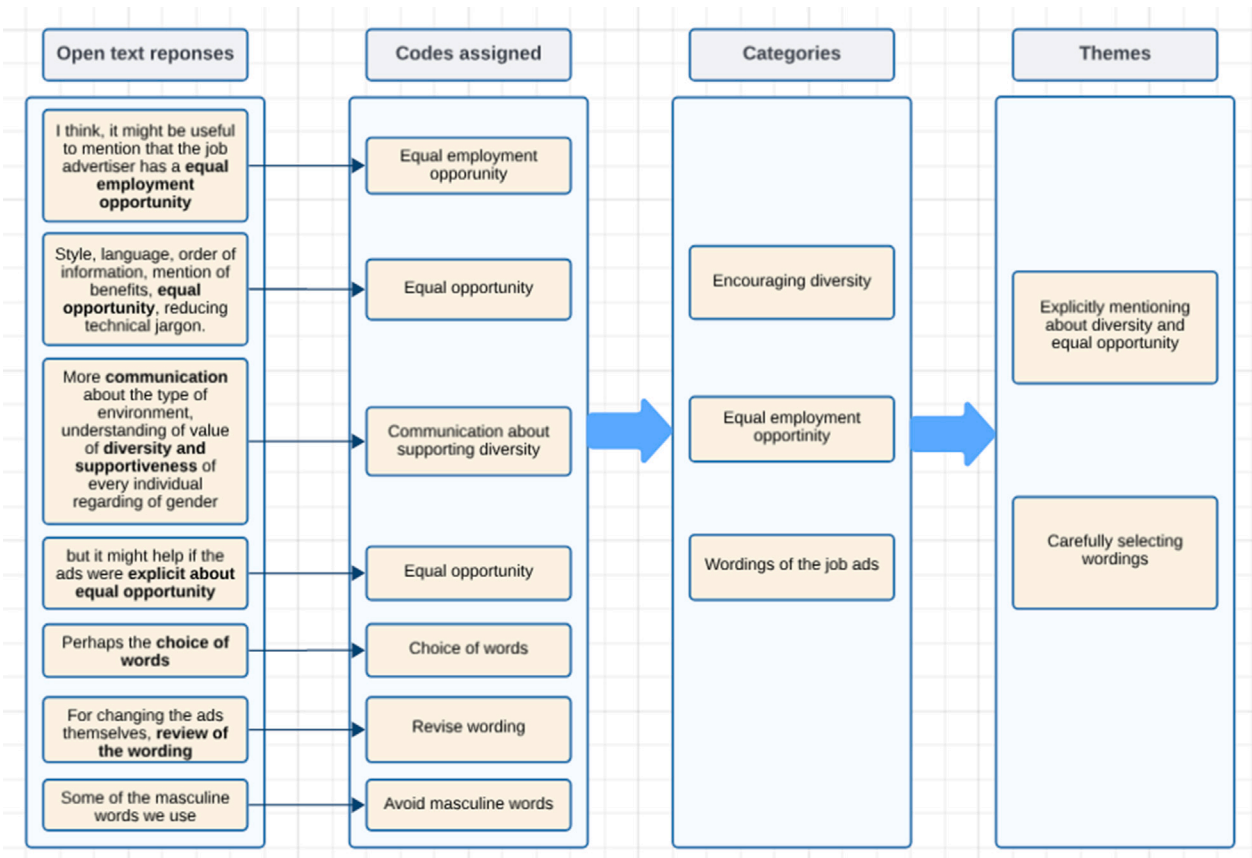 Open text reponses
Codes assigned
Categories
Themes
I think, it might be useful
to mention that the job
advertiser has a equal
employment
opportunity
Style, language, order of
information, mention of
benefits, equal
opportunity, reducing
technical jargon.
More communication
about the type of
environment,
understanding of value
of diversity and
supportiveness of
every individual
regarding of gender
but it might help if the
ads were explicit about
equal opportunity
Perhaps the choice of
words
For changing the ads
themselves, review of
the wording
Some of the masculine
words we use
Equal employment
opporunity
Equal opportunity
Communication about
supporting diversity
Equal opportunity
Choice of words
Revise wording
Avoid masculine words
Encouraging diversity
Equal employment
opportinity
Wordings of the job ads
Explicitly mentioning
about diversity and
equal opportunity
Carefully selecting
wordings